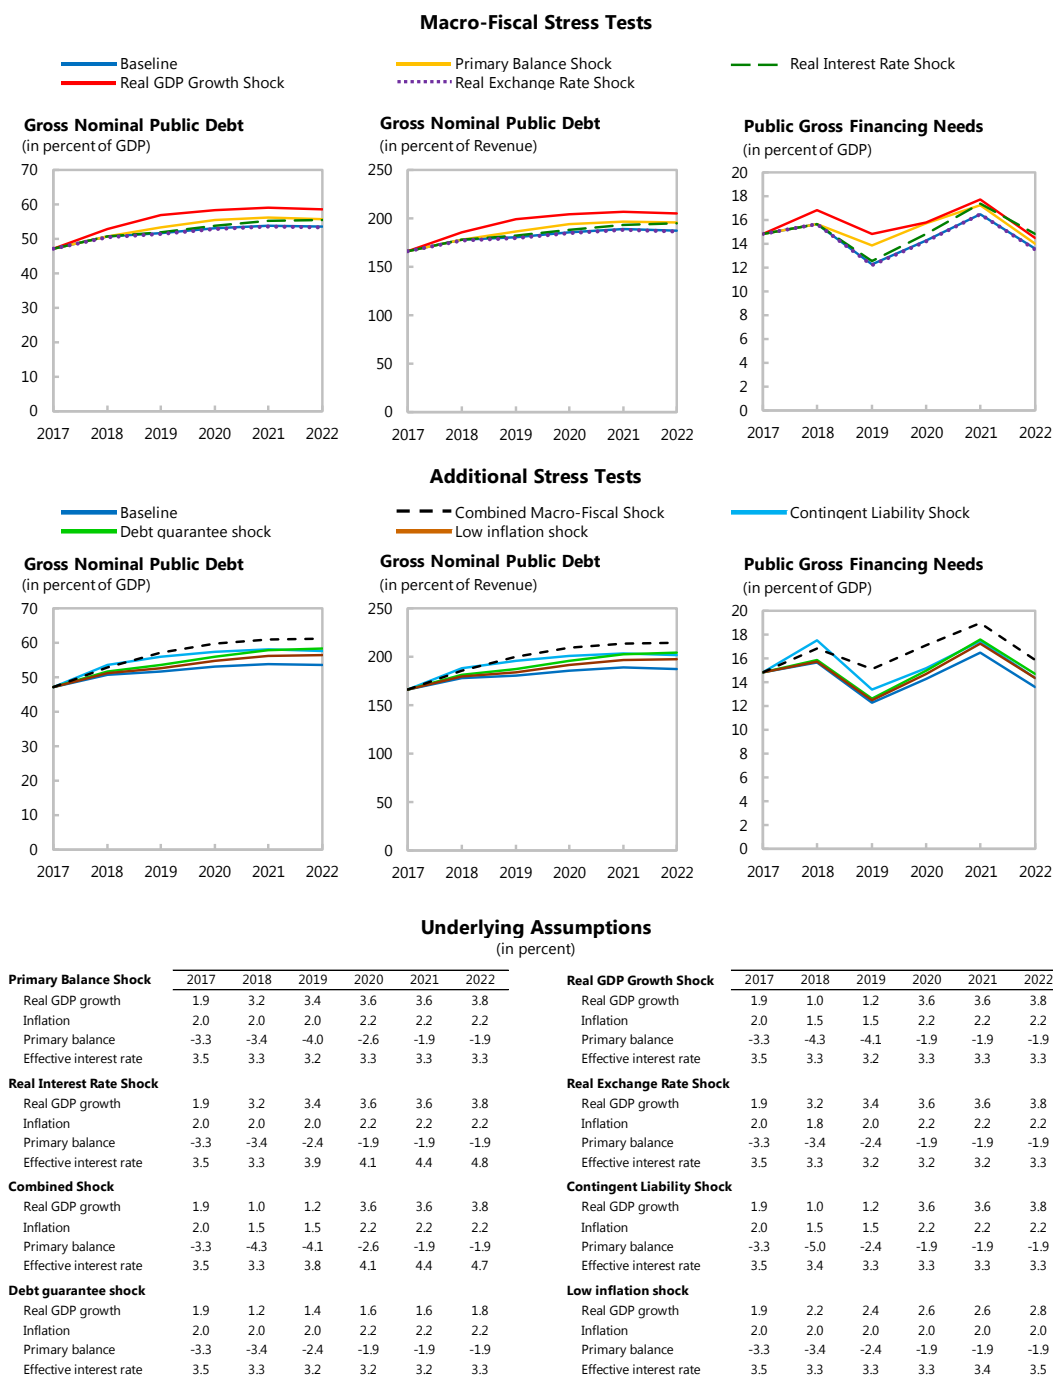 Macro-Fiscal Stress Tests
Baseline
Primary Balance Shock
Real Interest Rate Shock
Real GDP Growth Shock
Real Exchange Rate Shock
Gross Nominal Public Debt
(in percent of GDP)
70
60
50
40
30
20
10
0
2017 2018 2019 2020 2021 2022
Gross Nominal Public Debt
(in percent of Revenue)
250
200
150
100
50
0
2017 2018 2019 2020 2021 2022
Public Gross Financing Needs
(in percent of GDP)
20
18
16
14
12
10
8
6
4
2
0
2017 2018 2019 2020 2021 2022
Additional Stress Tests
Baseline
Combined Macro-Fiscal Shock
Contingent Liability Shock
Debt guarantee shock
Low inflation shock
Gross Nominal Public Debt
(in percent of GDP)
70
60
50
40
30
20
10
0
2017 2018 2019 2020 2021 2022
Gross Nominal Public Debt
(in percent of Revenue)
250
200
150
100
50
0
2017 2018 2019 2020 2021 2022
Public Gross Financing Needs
(in percent of GDP)
20
18
16
14
12
10
8
6
4
2
0
2017 2018 2019 2020 2021 2022
Underlying Assumptions
(in percent)
Primary Balance Shock 2017 2018 2019 2020 2021 2022
Real GDP growth 1.9 3.2 3.4 3.6 3.6 3.8
Inflation 2.0 2.0 2.0 2.2 2.2 2.2
Primary balance -3.3 -3.4 -4.0 -2.6 -1.9 -1.9
Effective interest rate 3.5 3.3 3.2 3.3 3.3 3.3
Real Interest Rate Shock
Real GDP growth 1.9 3.2 3.4 3.6 3.6 3.8
Inflation 2.0 2.0 2.0 2.2 2.2 2.2
Primary balance -3.3 -3.4 -2.4 -1.9 -1.9 -1.9
Effective interest rate 3.5 3.3 3.9 4.1 4.4 4.8
Combined Shock
Real GDP growth 1.9 1.0 1.2 3.6 3.6 3.8
Inflation 2.0 1.5 1.5 2.2 2.2 2.2
Primary balance -3.3 -4.3 -4.1 -2.6 -1.9 -1.9
Effective interest rate 3.5 3.3 3.8 4.1 4.4 4.7
Debt guarantee shock
Real GDP growth 1.9 1.2 1.4 1.6 1.6 1.8
Inflation 2.0 2.0 2.0 2.2 2.2 2.2
Primary balance -3.3 -3.4 -2.4 -1.9 -1.9 -1.9
Effective interest rate 3.5 3.3 3.2 3.2 3.2 3.3
Real GDP Growth Shock 2017 2018 2019 2020 2021 2022
Real GDP growth 1.9 1.0 1.2 3.6 3.6 3.8
Inflation 2.0 1.5 1.5 2.2 2.2 2.2
Primary balance -3.3 -4.3 -4.1 -1.9 -1.9 -1.9
Effective interest rate 3.5 3.3 3.2 3.3 3.3 3.3
Real Exchange Rate Shock
Real GDP growth 1.9 3.2 3.4 3.6 3.6 3.8
Inflation 2.0 1.8 2.0 2.2 2.2 2.2
Primary balance -3.3 -3.4 -2.4 -1.9 -1.9 -1.9
Effective interest rate 3.5 3.3 3.2 3.2 3.2 3.3
Contingent Liability Shock
Real GDP growth 1.9 1.0 1.2 3.6 3.6 3.8
Inflation 2.0 1.5 1.5 2.2 2.2 2.2
Primary balance -3.3 -5.0 -2.4 -1.9 -1.9 -1.9
Effective interest rate 3.5 3.4 3.3 3.3 3.3 3.3
Low inflation shock
Real GDP growth 1.9 2.2 2.4 2.6 2.6 2.8
Inflation 2.0 2.0 2.0 2.0 2.0 2.0
Primary balance -3.3 -3.4 -2.4 -1.9 -1.9 -1.9
Effective interest rate 3.5 3.3 3.3 3.3 3.4 3.5